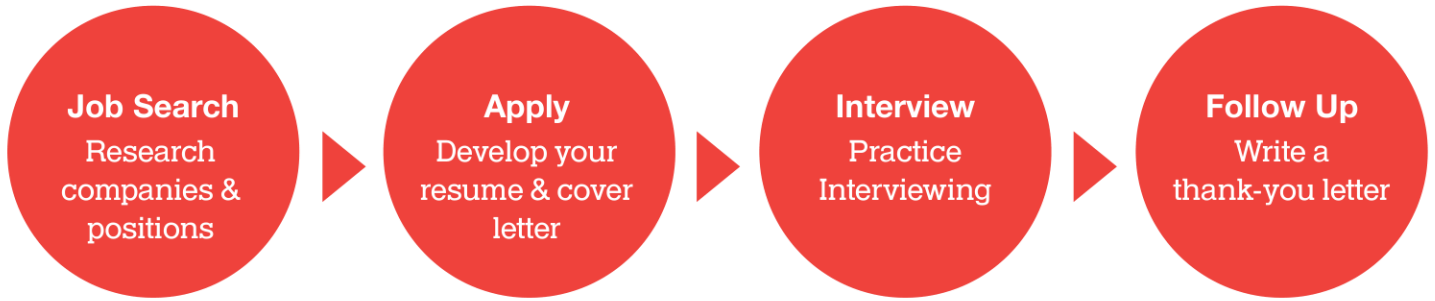 Job Search
Research
companies &
positions
Apply
Develop your
resume & cover
letter
Interview
Practice
Interviewing
Follow Up
Write a
thank-you letter